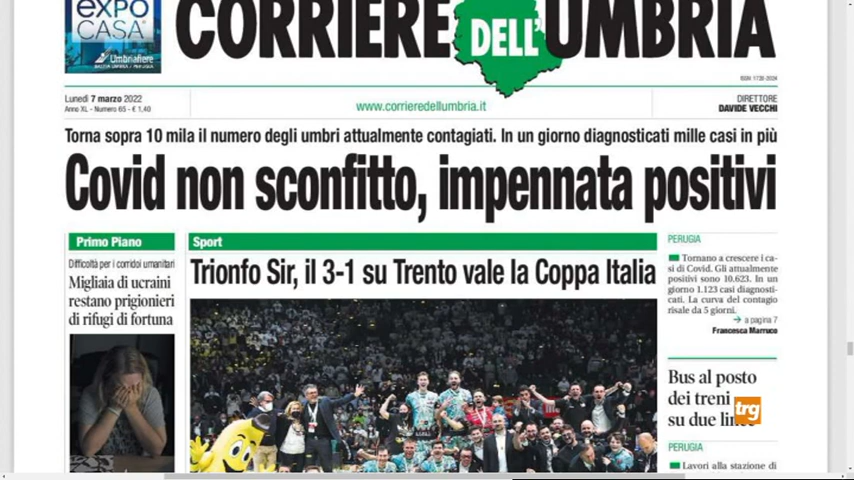 EXPO
CASA
Umbriafiere
CORRIERE DELL'UMBRIA
Lunedì 7 marzo 2022
Anno XL - Numero 65 - € 1,40
www.corrieredellumbria.it
DIRETTORE
DAVIDE VECCHI
Torna sopra 10 mila il numero degli umbri attualmente contagiati. In un giorno diagnosticati mille casi in più
Covid non sconfitto, impennata positivi
Primo Piano
Difficoltà per i corridoi umanitari
Migliaia di ucraini
restano prigionieri
di rifugi di fortuna
Sport
Trionfo Sir, il 3-1 su Trento vale la Coppa Italia
PERUGIA
Tornano a crescere i ca-
si di Covid. Gli attualmente
positivi sono 10.623. In un
giorno 1.123 casi diagnosti-
cati. La curva del contagio
risale da 5 giorni.
→ a pagina 7
Francesca Marruco
Bus al posto
dei treni
su due
trg
PERUGIA
Lavori alla stazione di